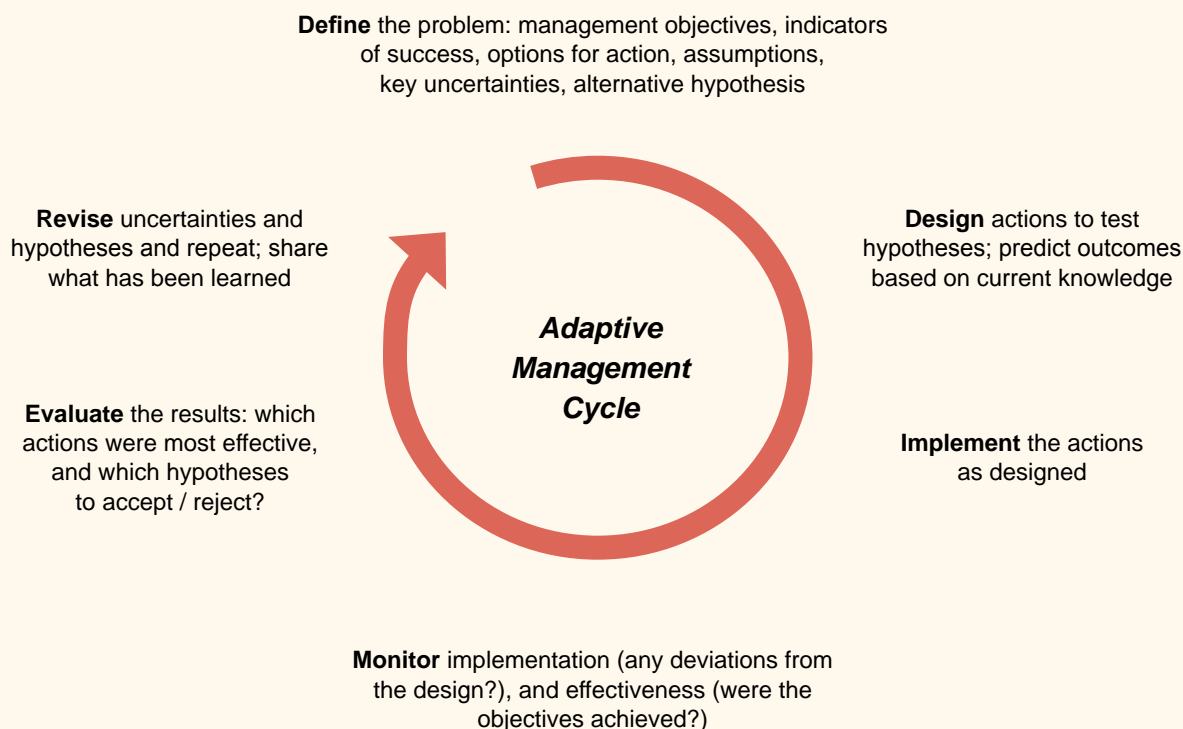 Define the problem: management objectives, indicators
of success, options for action, assumptions,
key uncertainties, alternative hypothesis
Design actions to test
hypotheses; predict outcomes
based on current knowledge
Implement the actions
as designed
Monitor implementation (any deviations from
the design?), and effectiveness (were the
objectives achieved?)
Evaluate the results: which
actions were most effective,
and which hypotheses
to accept / reject?
Revise uncertainties and
hypotheses and repeat; share
what has been learned
Adaptive
Management
Cycle